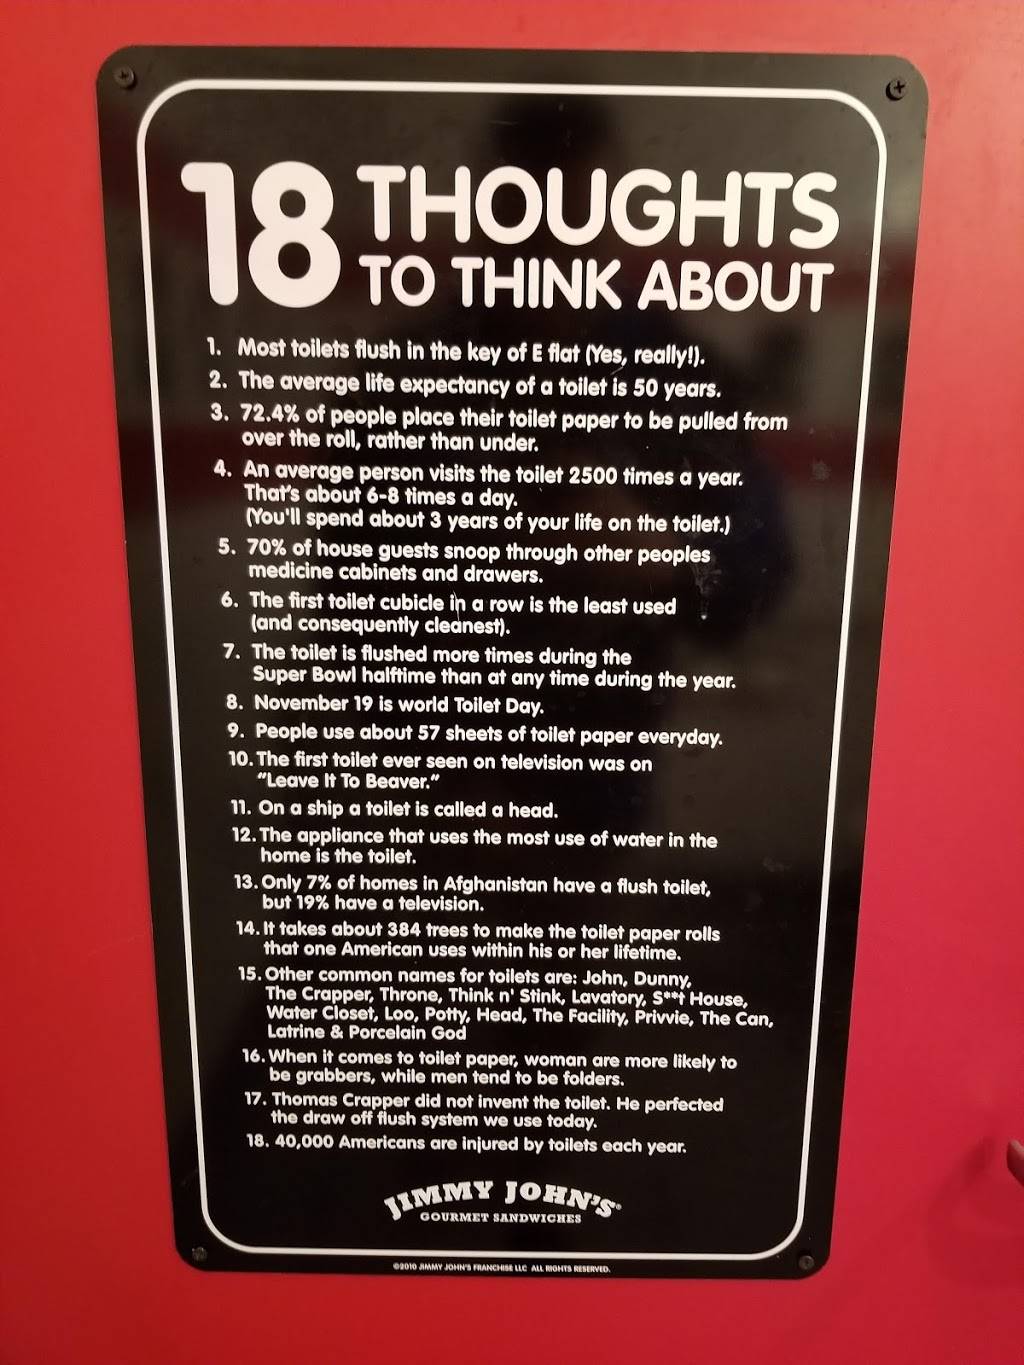 18 THOUGHTS
TO THINK ABOUT
1. Most toilets flush in the key of E flat (Yes, really!).
2. The average life expectancy of a toilet is 50 years.
3. 72.4% of people place their toilet paper to be pulled from
over the roll, rather than under.
4. An average person visits the toilet 2500 times a year.
That's about 6-8 times a day.
(You'll spend about 3 years of your life on the toilet.)
5. 70% of house guests snoop through other peoples
medicine cabinets and drawers.
6. The first toilet cubicle in a row is the least used
(and consequently cleanest).
7. The toilet is flushed more times during the
Super Bowl halftime than at any time during the year.
8. November 19 is world Toilet Day.
9. People use about 57 sheets of toilet paper everyday.
10. The first toilet ever seen on television was on
"Leave It To Beaver."
11. On a ship a toilet is called a head.
12. The appliance that uses the most use of water in the
home is the toilet.
13. Only 7% of homes in Afghanistan have a flush toilet,
but 19% have a television.
14. It takes about 384 trees to make the toilet paper rolls
that one American uses within his or her lifetime.
15. Other common names for toilets are: John, Dunny,
The Crapper, Throne, Think n' Stink, Lavatory, S**t House,
Water Closet, Loo, Potty, Head, The Facility, Privvie, The Can,
Latrine & Porcelain God
16. When it comes to toilet paper, woman are more likely to
be grabbers, while men tend to be folders.
17. Thomas Crapper did not invent the toilet. He perfected
the draw off flush system we use today.
18. 40,000 Americans are injured by toilets each year.
JIMMY JOHN'S®
GOURMET SANDWICHES
©2010 JIMMY JOHN'S FRANCHISE LLC ALL RIGHTS RESERVED.